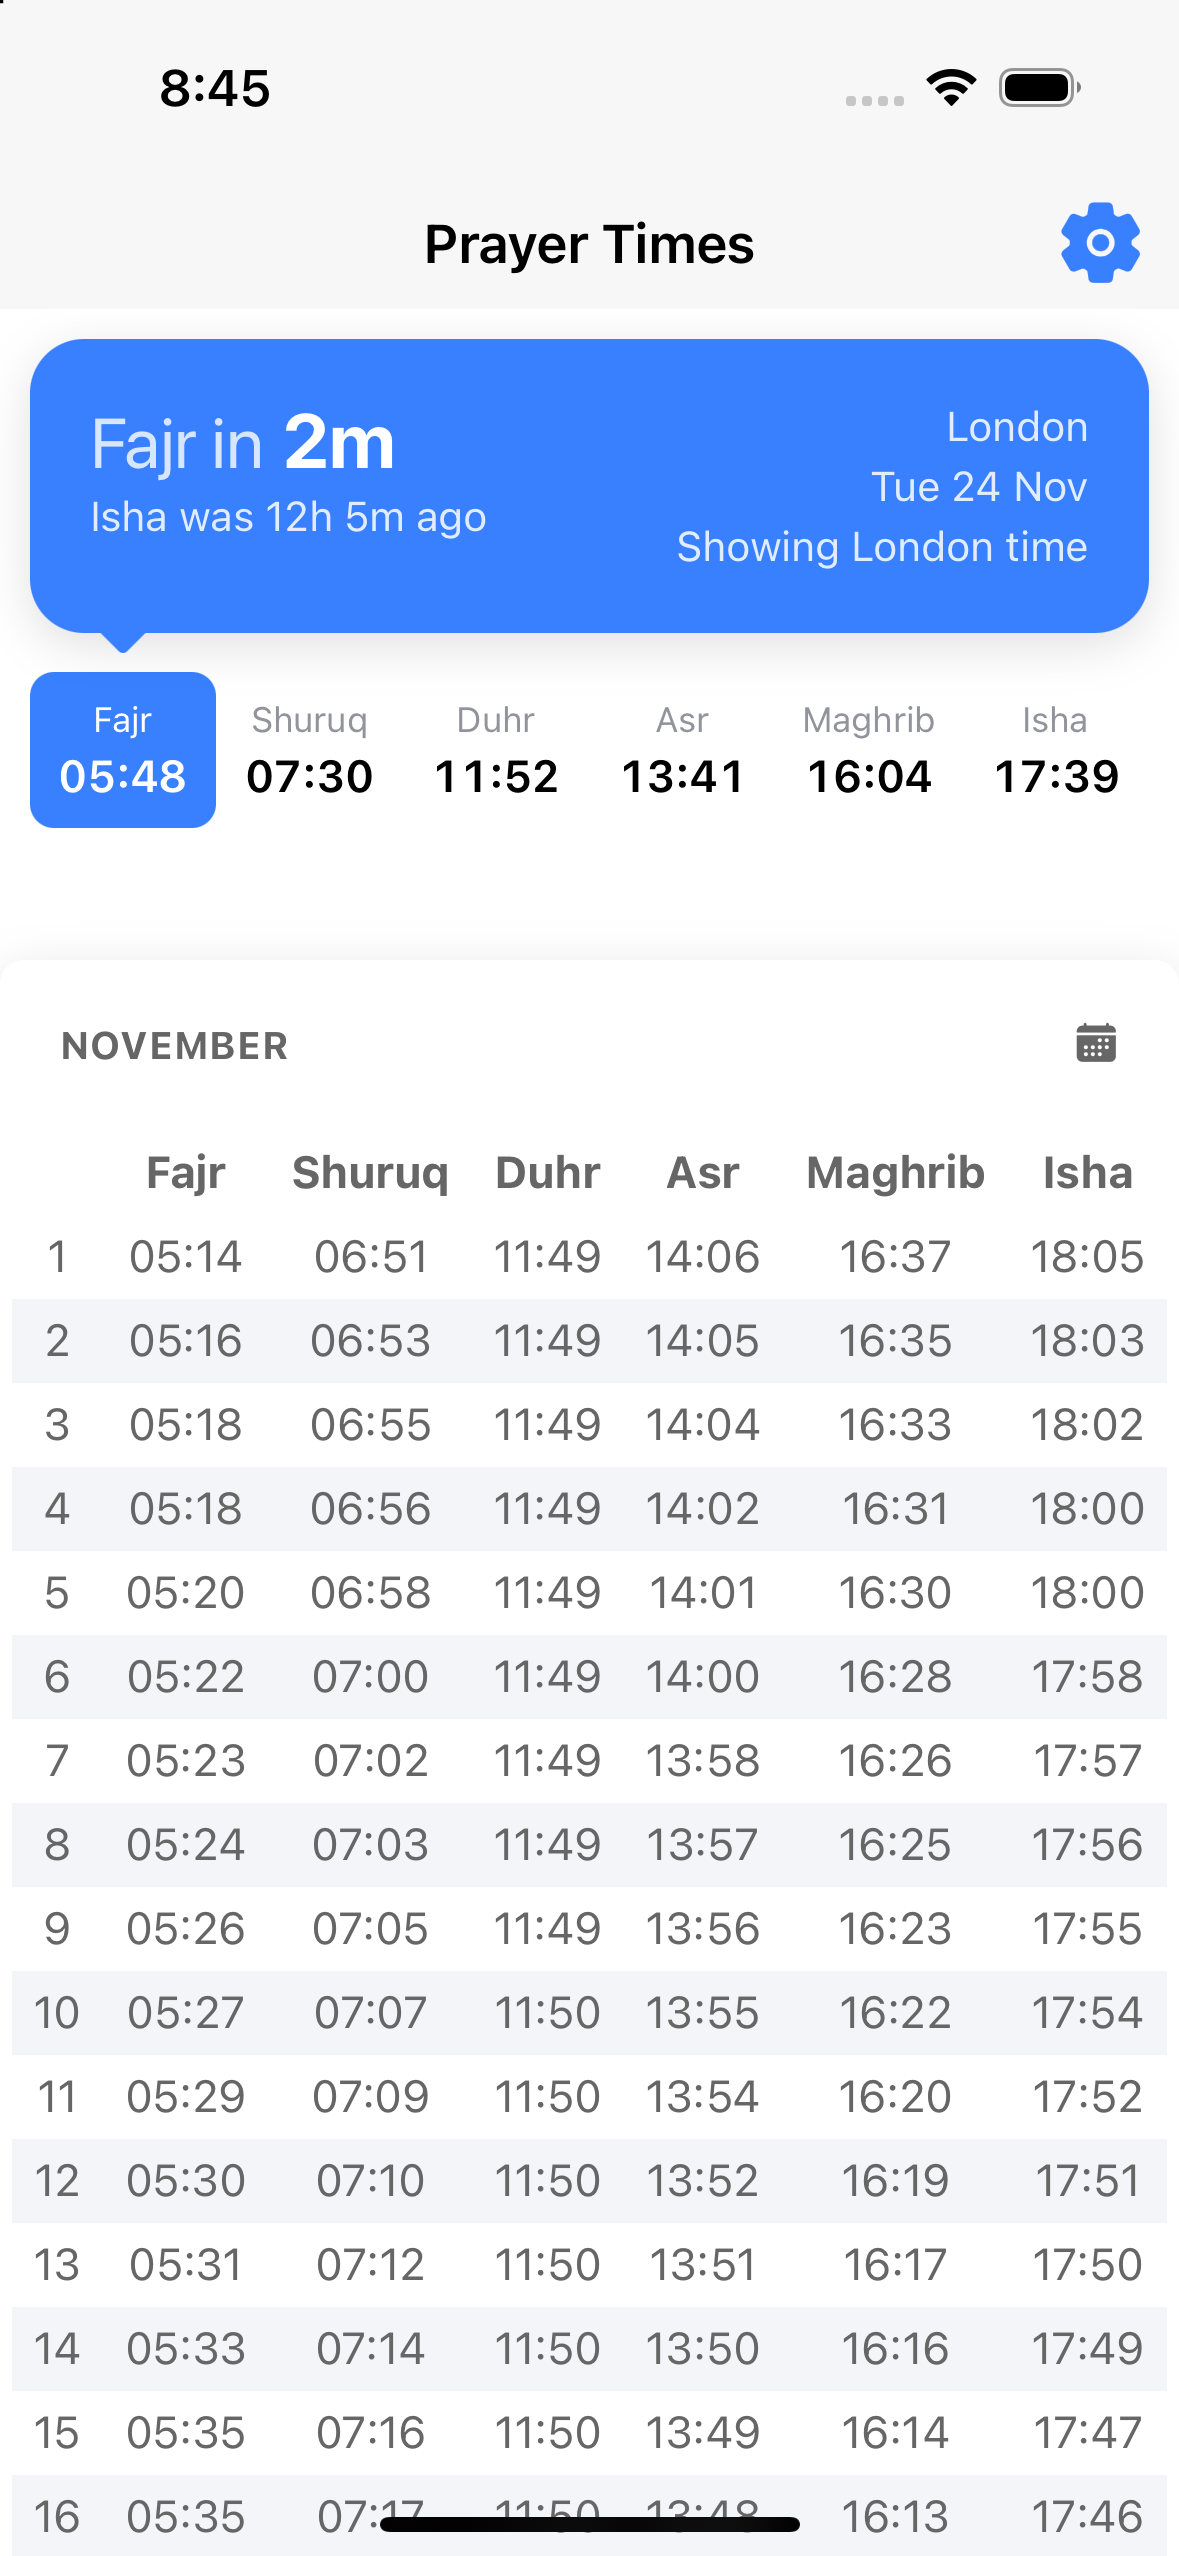 8:45
Prayer Times
Fajr in 2m
Isha was 12h 5m ago
London
Tue 24 Nov
Showing London time
Fajr Shuruq Duhr Asr Maghrib Isha
05:48 07:30 11:52 13:41 16:04 17:39
NOVEMBER
Fajr Shuruq Duhr Asr Maghrib Isha
1 05:14 06:51 11:49 14:06 16:37 18:05
2 05:16 06:53 11:49 14:05 16:35 18:03
3 05:18 06:55 11:49 14:04 16:33 18:02
4 05:18 06:56 11:49 14:02 16:31 18:00
5 05:20 06:58 11:49 14:01 16:30 18:00
6 05:22 07:00 11:49 14:00 16:28 17:58
7 05:23 07:02 11:49 13:58 16:26 17:57
8 05:24 07:03 11:49 13:57 16:25 17:56
9 05:26 07:05 11:49 13:56 16:23 17:55
10 05:27 07:07 11:50 13:55 16:22 17:54
11 05:29 07:09 11:50 13:54 16:20 17:52
12 05:30 07:10 11:50 13:52 16:19 17:51
13 05:31 07:12 11:50 13:51 16:17 17:50
14 05:33 07:14 11:50 13:50 16:16 17:49
15 05:35 07:16 11:50 13:49 16:14 17:47
16 05:35 07:17 11:50 13:48 16:13 17:46